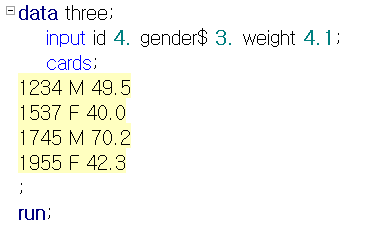 data three;
input id 4. gender$ 3. weight 4.1;
cards;
1234 M 49.5
1537 F 40.0
1745 M 70.2
1955 F 42.3
;
run;